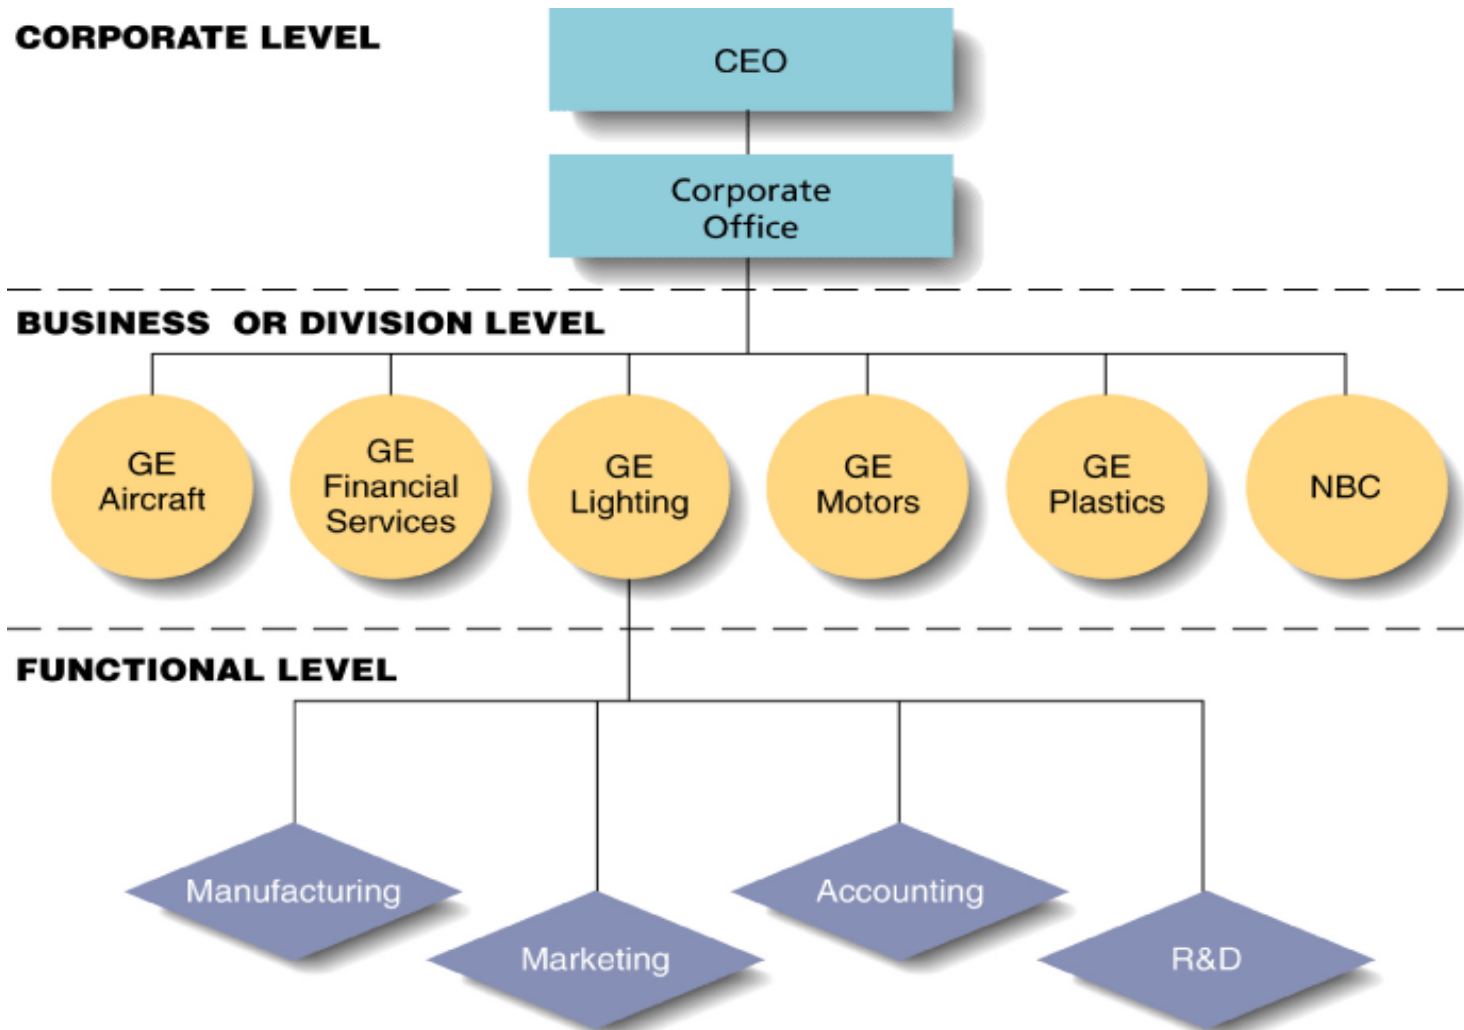 CORPORATE LEVEL
CEO
Corporate
Office
BUSINESS OR DIVISION LEVEL
GE
Aircraft
GE
Financial
Services
GE
Lighting
GE
Motors
GE
Plastics
NBC
FUNCTIONAL LEVEL
Manufacturing
Marketing
Accounting
R&D